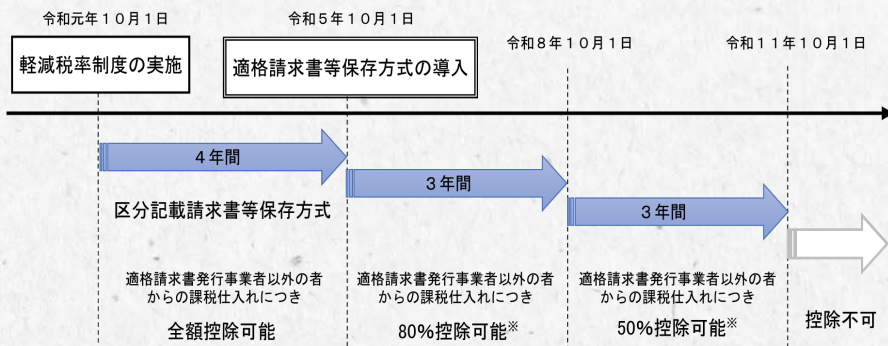 令和元年１０月１日
令和５年１０月１日
令和８年１０月１日
令和１１年１０月１日
軽減税率制度の実施
適格請求書等保存方式の導入
４年間
３年間
３年間
区分記載請求書等保存方式
適格請求書発行事業者以外の者
からの課税仕入れにつき
全額控除可能
適格請求書発行事業者以外の者
からの課税仕入れにつき
80%控除可能※
適格請求書発行事業者以外の者
からの課税仕入れにつき
50%控除可能※
控除不可